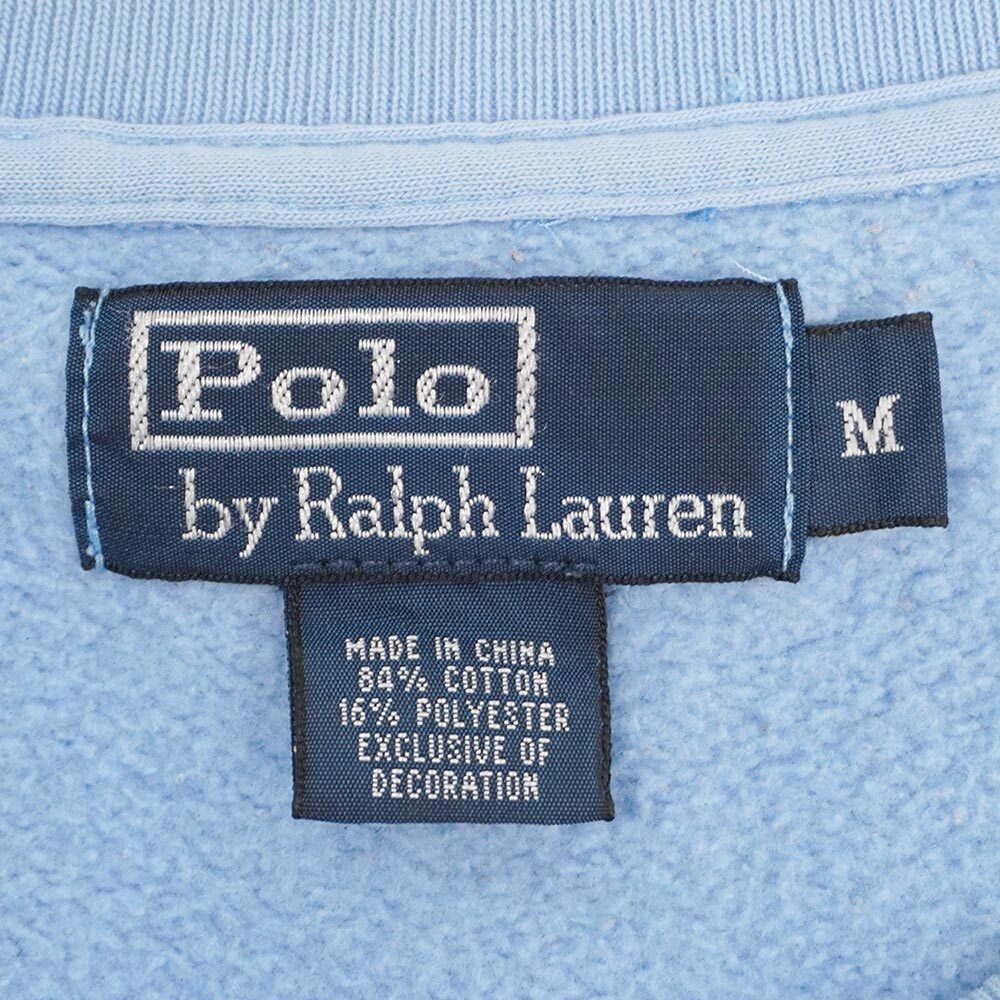 Polo
by Ralph Lauren
M
MADE IN CHINA
84% COTTON
16% POLYESTER
EXCLUSIVE OF
DECORATION